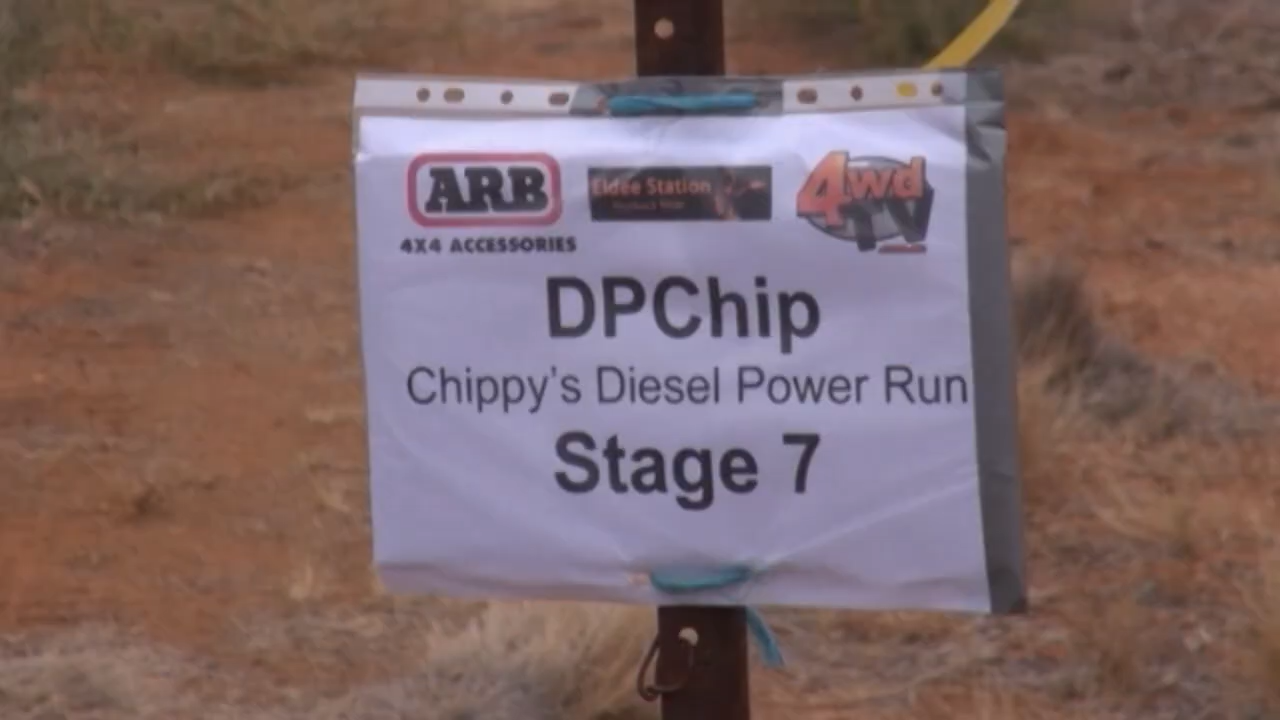 ARB
4X4 ACCESSORIES
Eldee Station
4wd
TV
DPChip
Chippy's Diesel Power Run
Stage 7